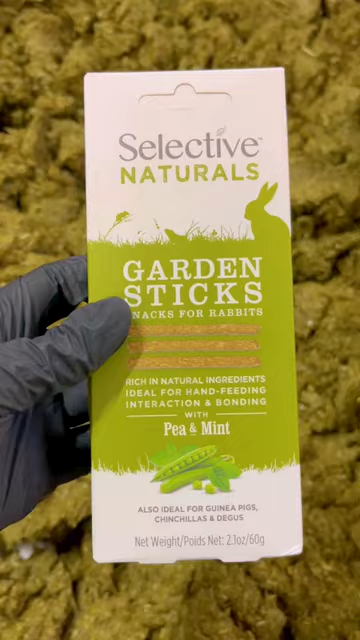 Selective™
NATURALS
GARDEN
STICKS
SNACKS FOR RABBITS
RICH IN NATURAL INGREDIENTS
IDEAL FOR HAND-FEEDING
INTERACTION & BONDING
WITH
Pea & Mint
ALSO IDEAL FOR GUINEA PIGS,
CHINCHILLAS & DEGUS
Net Weight/Poids Net: 2.1oz/60g